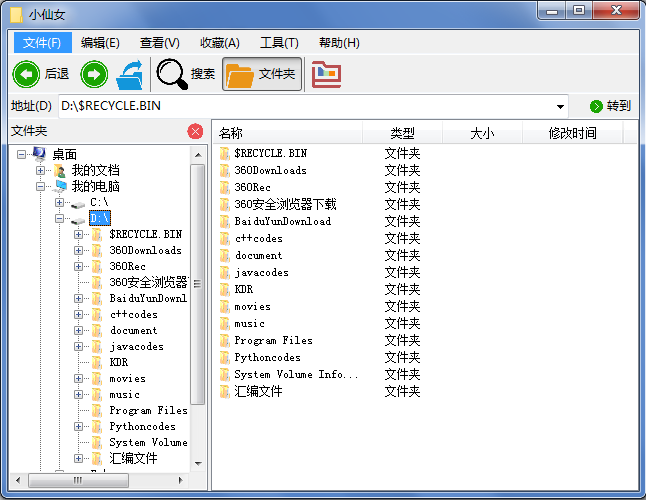 小仙女
文件(F) 编辑(E) 查看(V) 收藏(A) 工具(T) 帮助(H)
后退 搜索 文件夹
地址(D) D:\$RECYCLE.BIN 转到
文件夹
桌面
我的文档
我的电脑
C:\
D:\
$RECYCLE.BIN
360Downloads
360Rec
360安全浏览器
BaiduYunDownl
c++codes
document
javacodes
KDR
movies
music
Program Files
Pythoncodes
System Volume
汇编文件
名称 类型 大小 修改时间
$RECYCLE.BIN 文件夹
360Downloads 文件夹
360Rec 文件夹
360安全浏览器下载 文件夹
BaiduYunDownload 文件夹
c++codes 文件夹
document 文件夹
javacodes 文件夹
KDR 文件夹
movies 文件夹
music 文件夹
Program Files 文件夹
Pythoncodes 文件夹
System Volume Info... 文件夹
汇编文件 文件夹